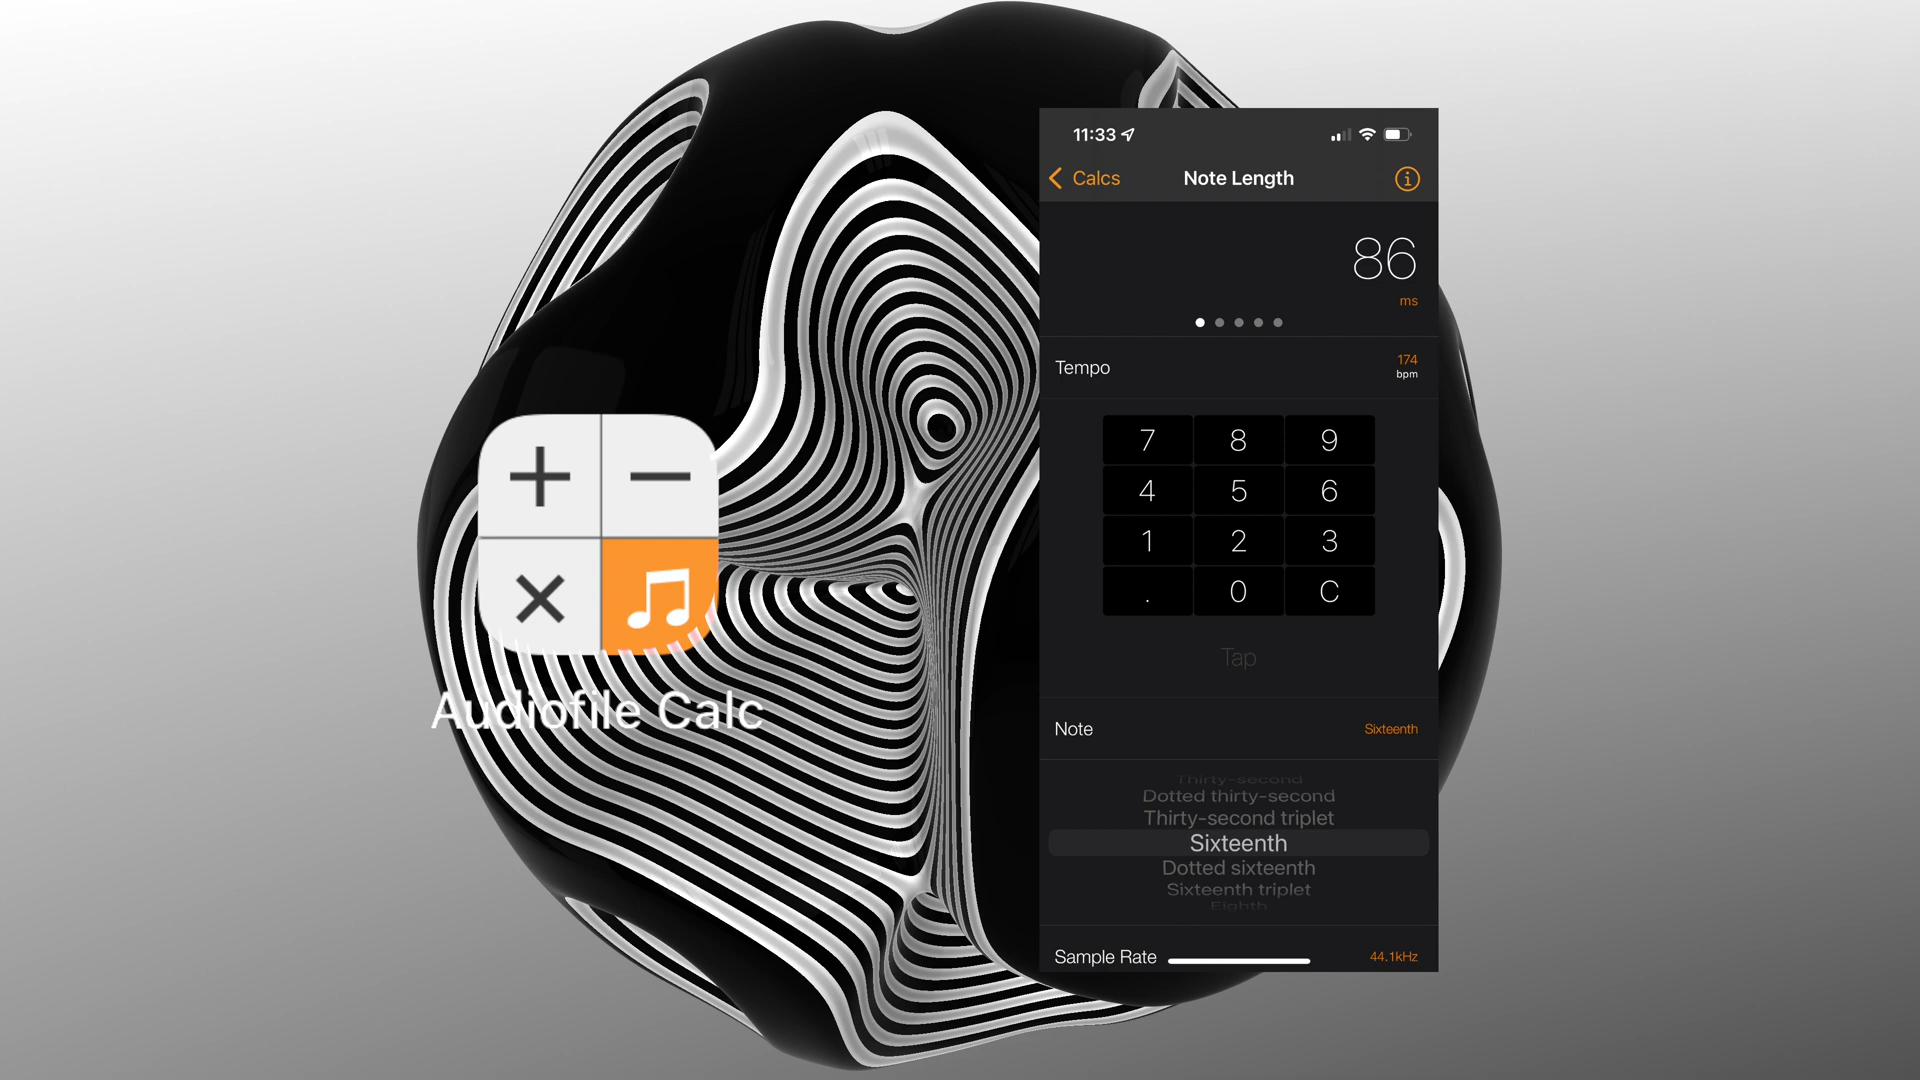 11:33
Calcs
Note Length
86
ms
Tempo
174
bpm
7 8 9
4 5 6
1 2 3
. 0 C
Tap
Note
Sixteenth
Thirty-second
Dotted thirty-second
Thirty-second triplet
Sixteenth
Dotted sixteenth
Sixteenth triplet
Eighth
Sample Rate
44.1kHz
Audiofile Calc